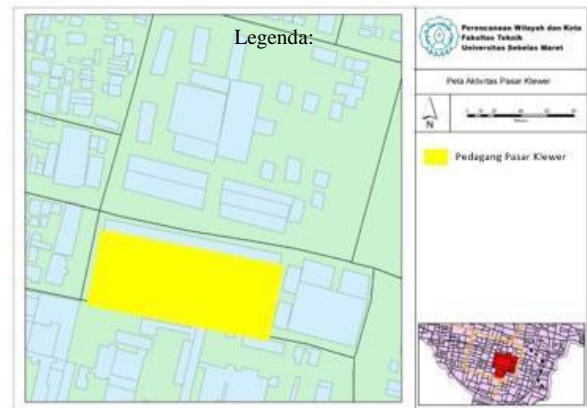 Legenda:
Perencanaan Wilayah dan Kota
Fakultas Teknik
Universitas Sebelas Maret
Peta Aktivitas Pasar Klewer
N
Pedagang Pasar Klewer